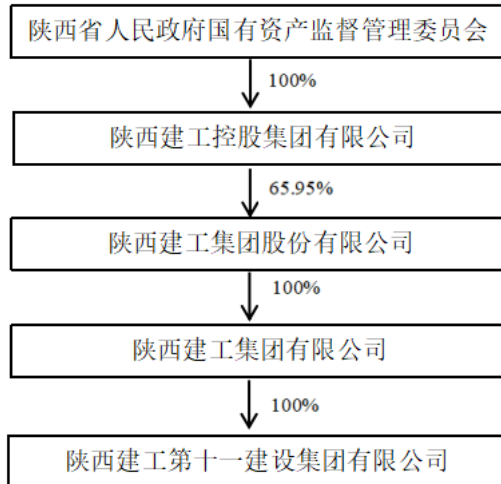 陕西省人民政府国有资产监督管理委员会
100%
陕西建工控股集团有限公司
65.95%
陕西建工集团股份有限公司
100%
陕西建工集团有限公司
100%
陕西建工第十一建设集团有限公司